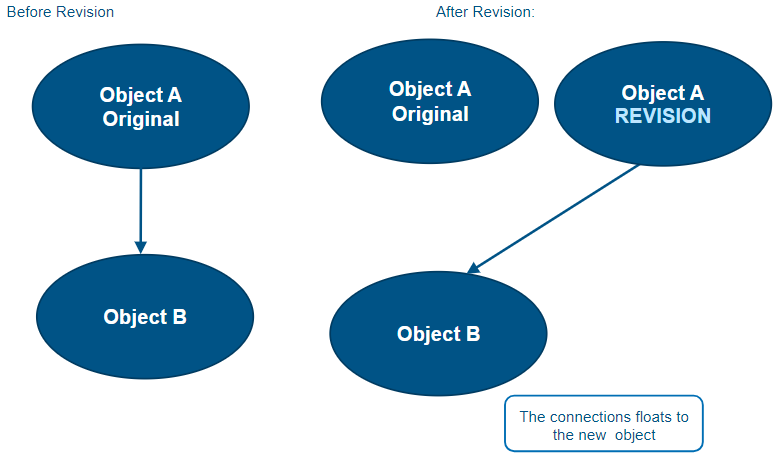 Before Revision
After Revision:
Object A
Original
Object B
Object A
Original
Object A
REVISION
Object B
The connections floats to
the new object